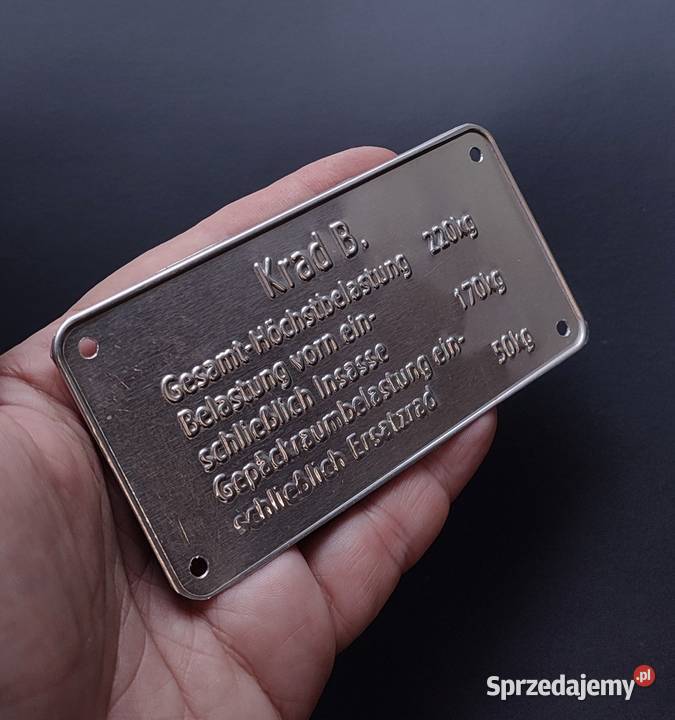 Krad B.
Gesamt-Höchstbelastung 220kg
Belastung vorn ein-
schließlich Insasse 170kg
Gepäckraumbelastung ein-
schließlich Ersatzrad 50kg
Sprzedajemy.pl